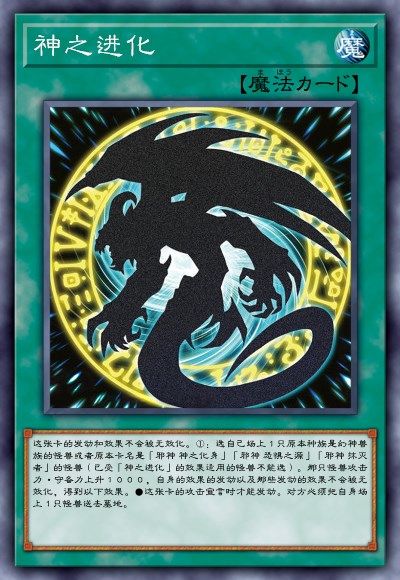 神之进化
魔
【魔法カード】
まほう
这张卡的发动和效果不会被无效化。①：选自己场上1只原本种族是幻神兽
族的怪兽或者原本卡名是「邪神 神之化身」「邪神 恐惧之源」「邪神 抹灭
者」的怪兽（已受「神之进化」的效果适用的怪兽不能选）。那只怪兽攻击
力·守备力上升1000，自身的效果的发动以及那些发动的效果不会被无
效化，得到以下效果。●这张卡的攻击宣言时才能发动。对方必须把自身场
上1只怪兽送去墓地。